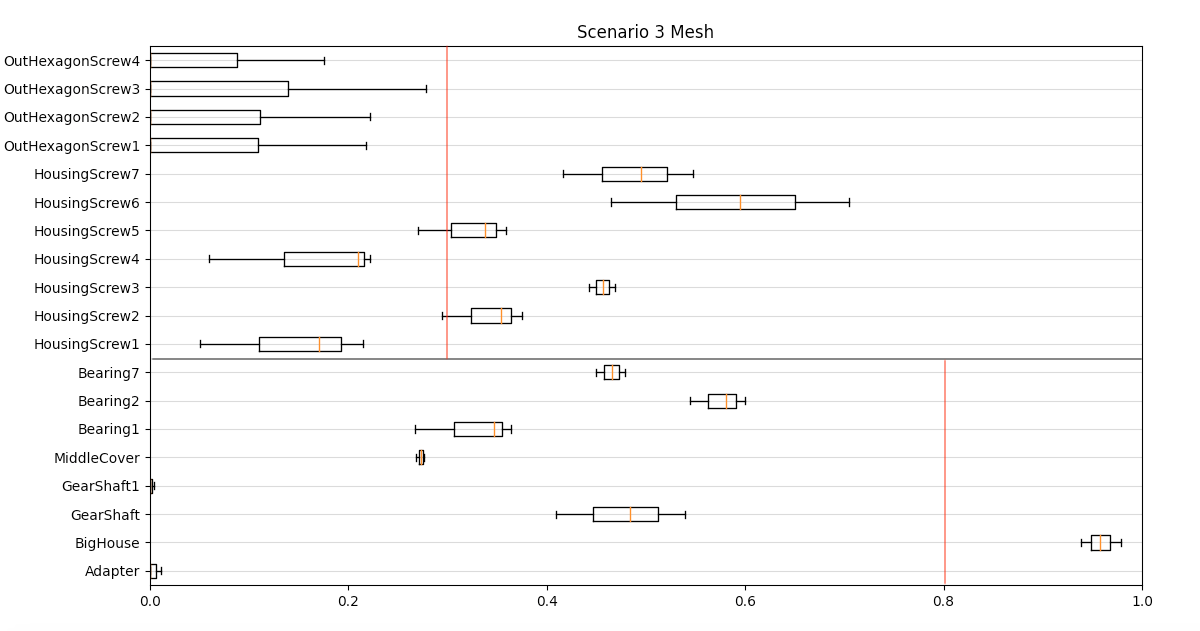 Scenario 3 Mesh
OutHexagonScrew4
OutHexagonScrew3
OutHexagonScrew2
OutHexagonScrew1
HousingScrew7
HousingScrew6
HousingScrew5
HousingScrew4
HousingScrew3
HousingScrew2
HousingScrew1
Bearing7
Bearing2
Bearing1
MiddleCover
GearShaft1
GearShaft
BigHouse
Adapter
0.0 0.2 0.4 0.6 0.8 1.0